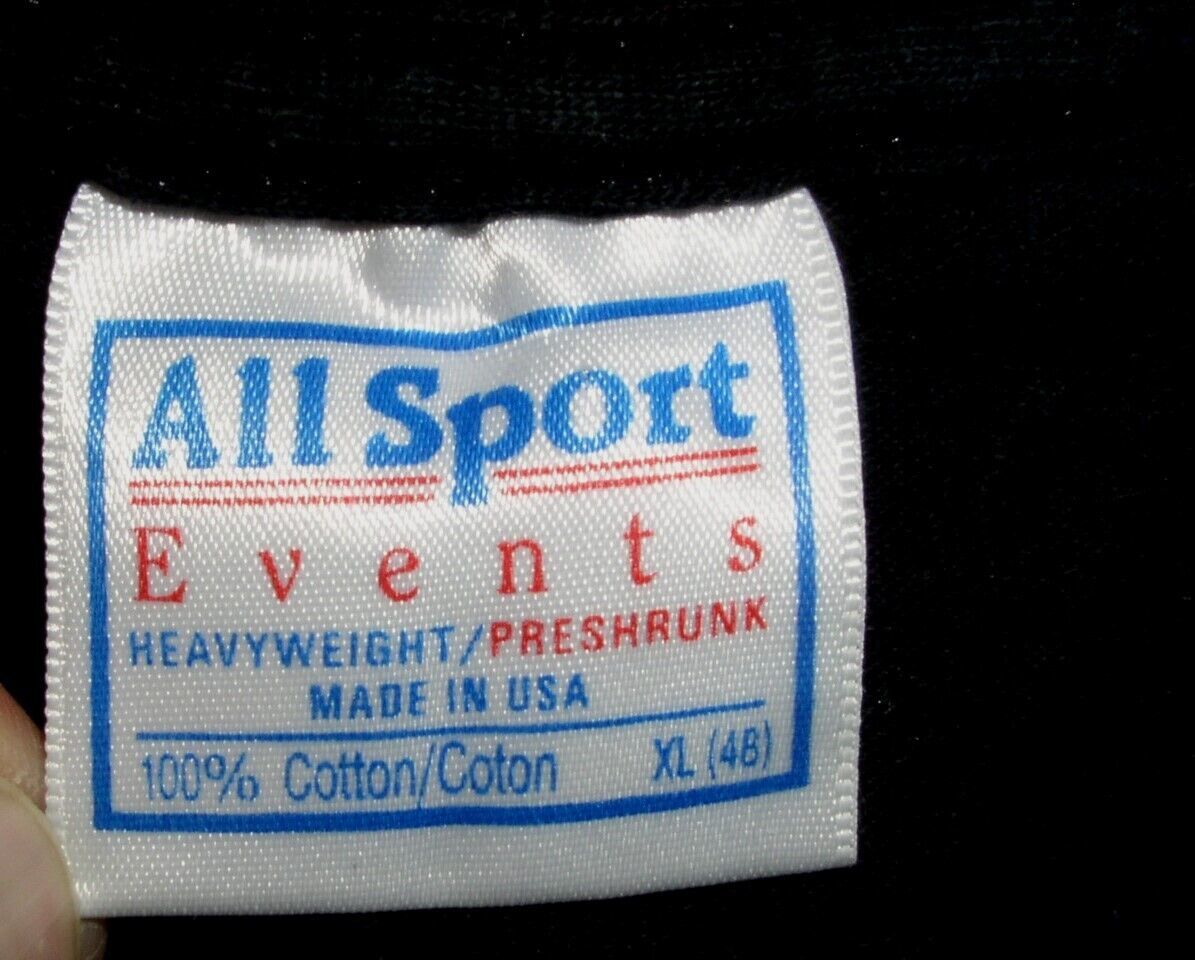 All Sport
Events
HEAVYWEIGHT/PRESHRUNK
MADE IN USA
100% Cotton/Coton XL (48)